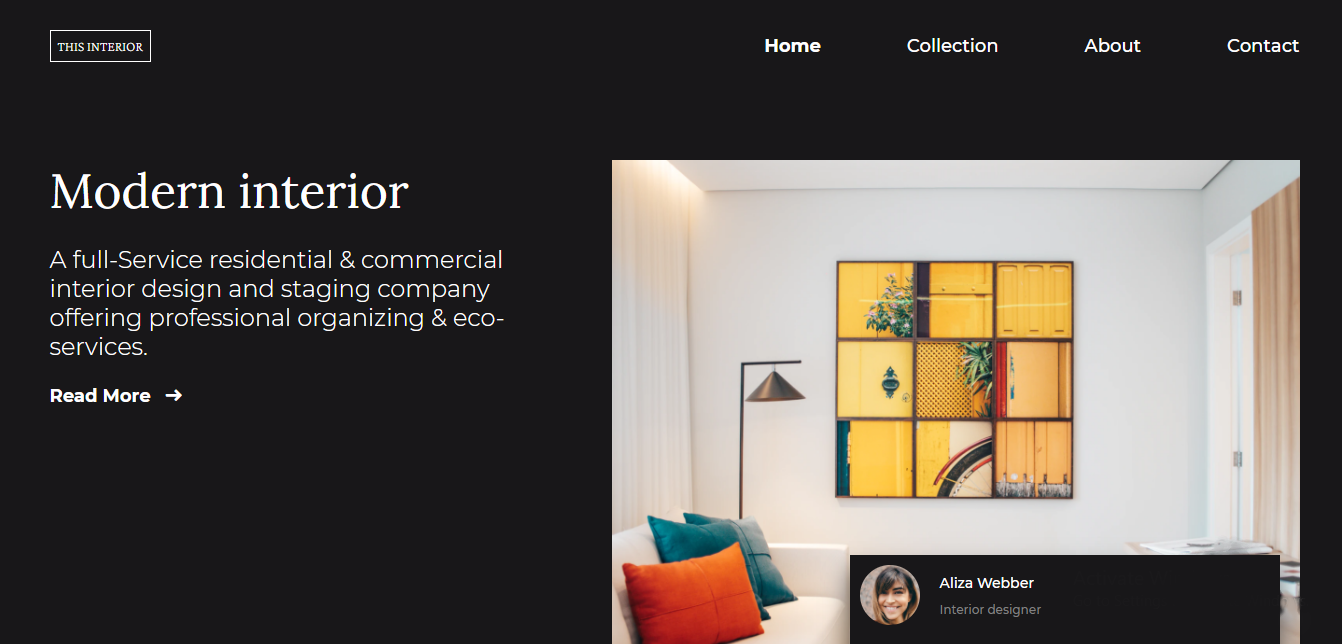 THIS INTERIOR
Home
Collection
About
Contact
Modern interior
A full-Service residential & commercial
interior design and staging company
offering professional organizing & eco-
services.
Read More
Aliza Webber
Interior designer